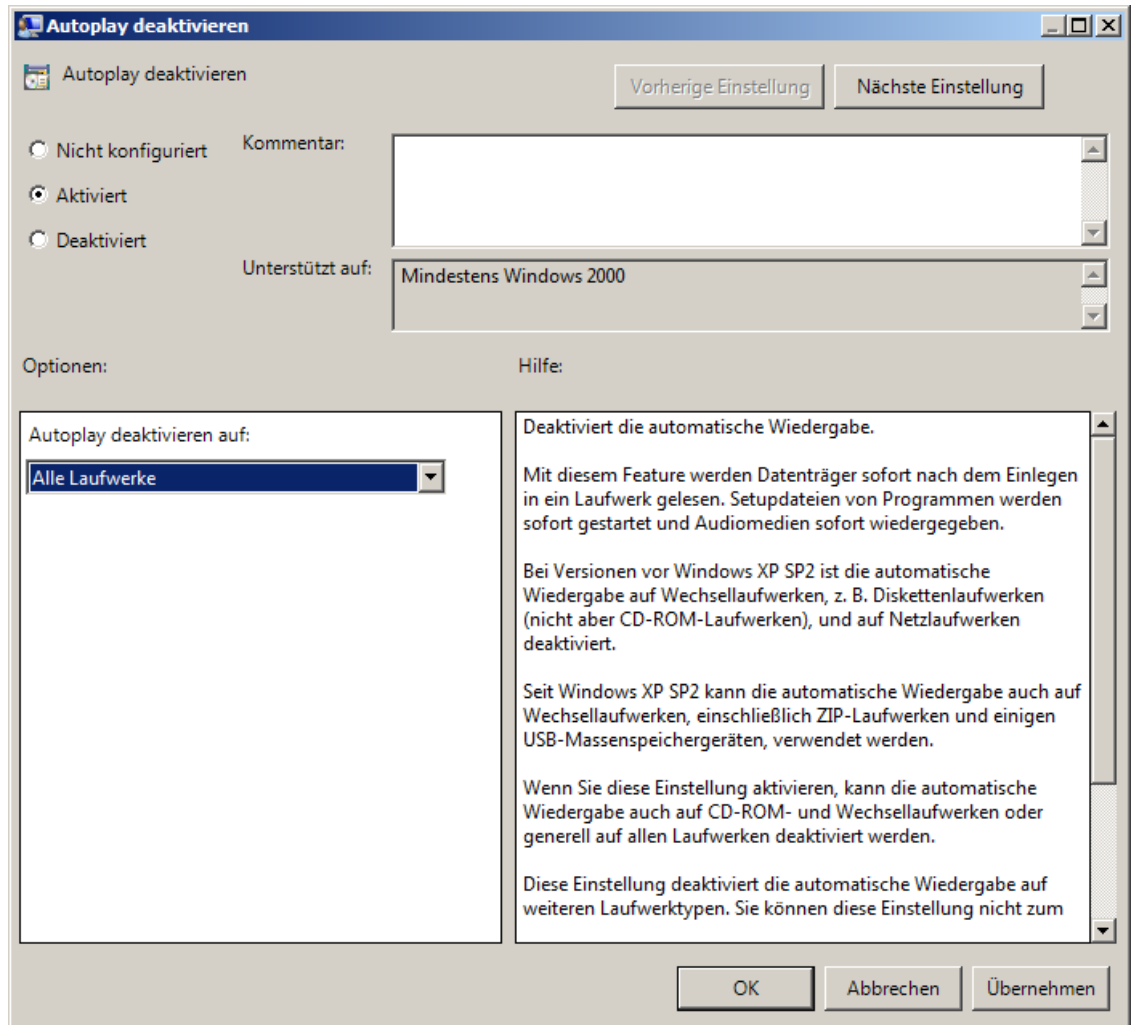 Autoplay deaktivieren
Autoplay deaktivieren
Vorherige Einstellung
Nächste Einstellung
Nicht konfiguriert
Aktiviert
Deaktiviert
Kommentar:
Unterstützt auf:
Mindestens Windows 2000
Optionen:
Hilfe:
Autoplay deaktivieren auf:
Alle Laufwerke
Deaktiviert die automatische Wiedergabe.
Mit diesem Feature werden Datenträger sofort nach dem Einlegen
in ein Laufwerk gelesen. Setupdateien von Programmen werden
sofort gestartet und Audiomedien sofort wiedergegeben.
Bei Versionen vor Windows XP SP2 ist die automatische
Wiedergabe auf Wechsellaufwerken, z. B. Diskettenlaufwerken
(nicht aber CD-ROM-Laufwerken), und auf Netzlaufwerken
deaktiviert.
Seit Windows XP SP2 kann die automatische Wiedergabe auch auf
Wechsellaufwerken, einschließlich ZIP-Laufwerken und einigen
USB-Massenspeichergeräten, verwendet werden.
Wenn Sie diese Einstellung aktivieren, kann die automatische
Wiedergabe auch auf CD-ROM- und Wechsellaufwerken oder
generell auf allen Laufwerken deaktiviert werden.
Diese Einstellung deaktiviert die automatische Wiedergabe auf
weiteren Laufwerktypen. Sie können diese Einstellung nicht zum
OK
Abbrechen
Übernehmen